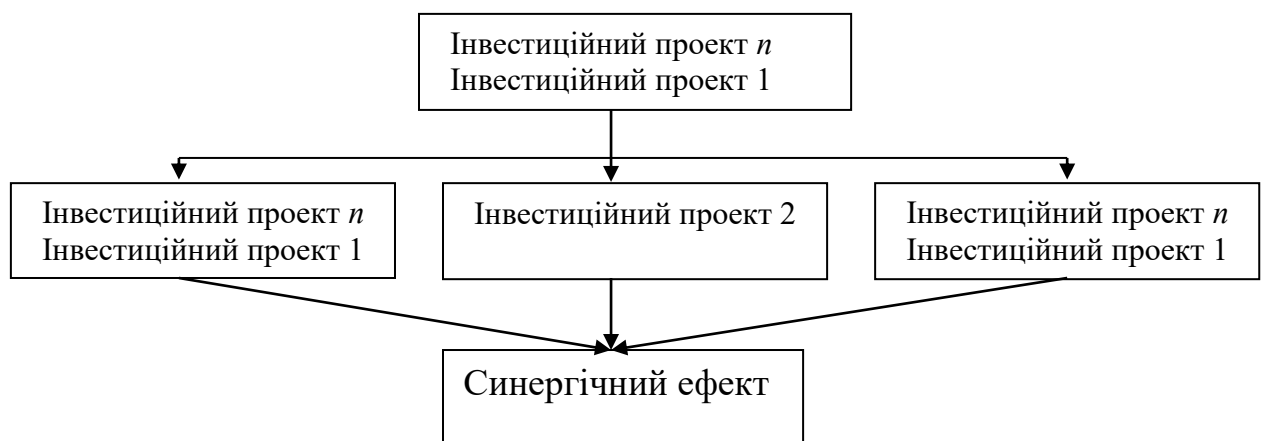 Інвестиційний проект n
Інвестиційний проект 1
Інвестиційний проект n
Інвестиційний проект 1
Інвестиційний проект 2
Інвестиційний проект n
Інвестиційний проект 1
Синергічний ефект